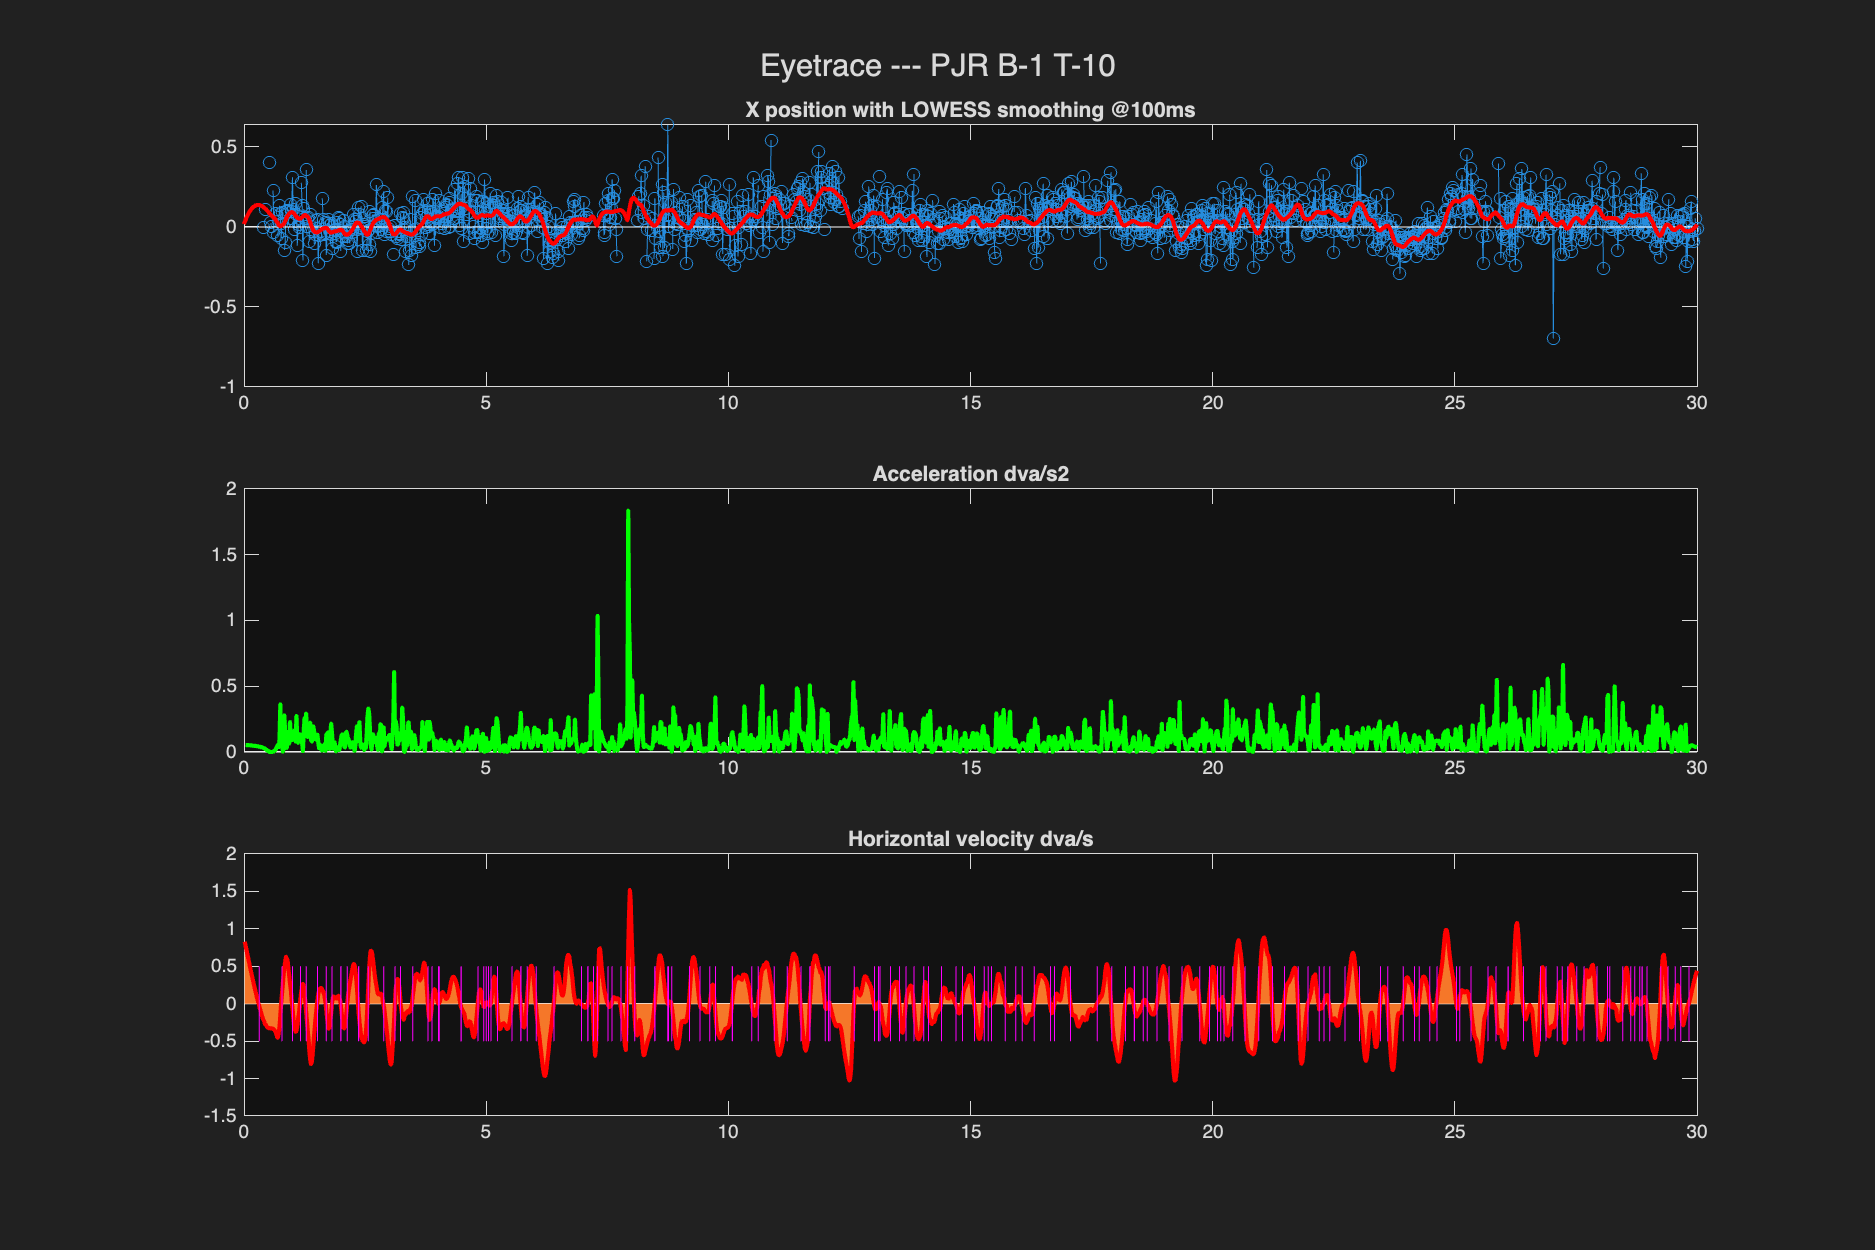 Eyetrace --- PJR B-1 T-10
X position with LOWESS smoothing @100ms
0.5
0
-0.5
-1
0 5 10 15 20 25 30
Acceleration dva/s2
2
1.5
1
0.5
0
0 5 10 15 20 25 30
Horizontal velocity dva/s
2
1.5
1
0.5
0
-0.5
-1
-1.5
0 5 10 15 20 25 30